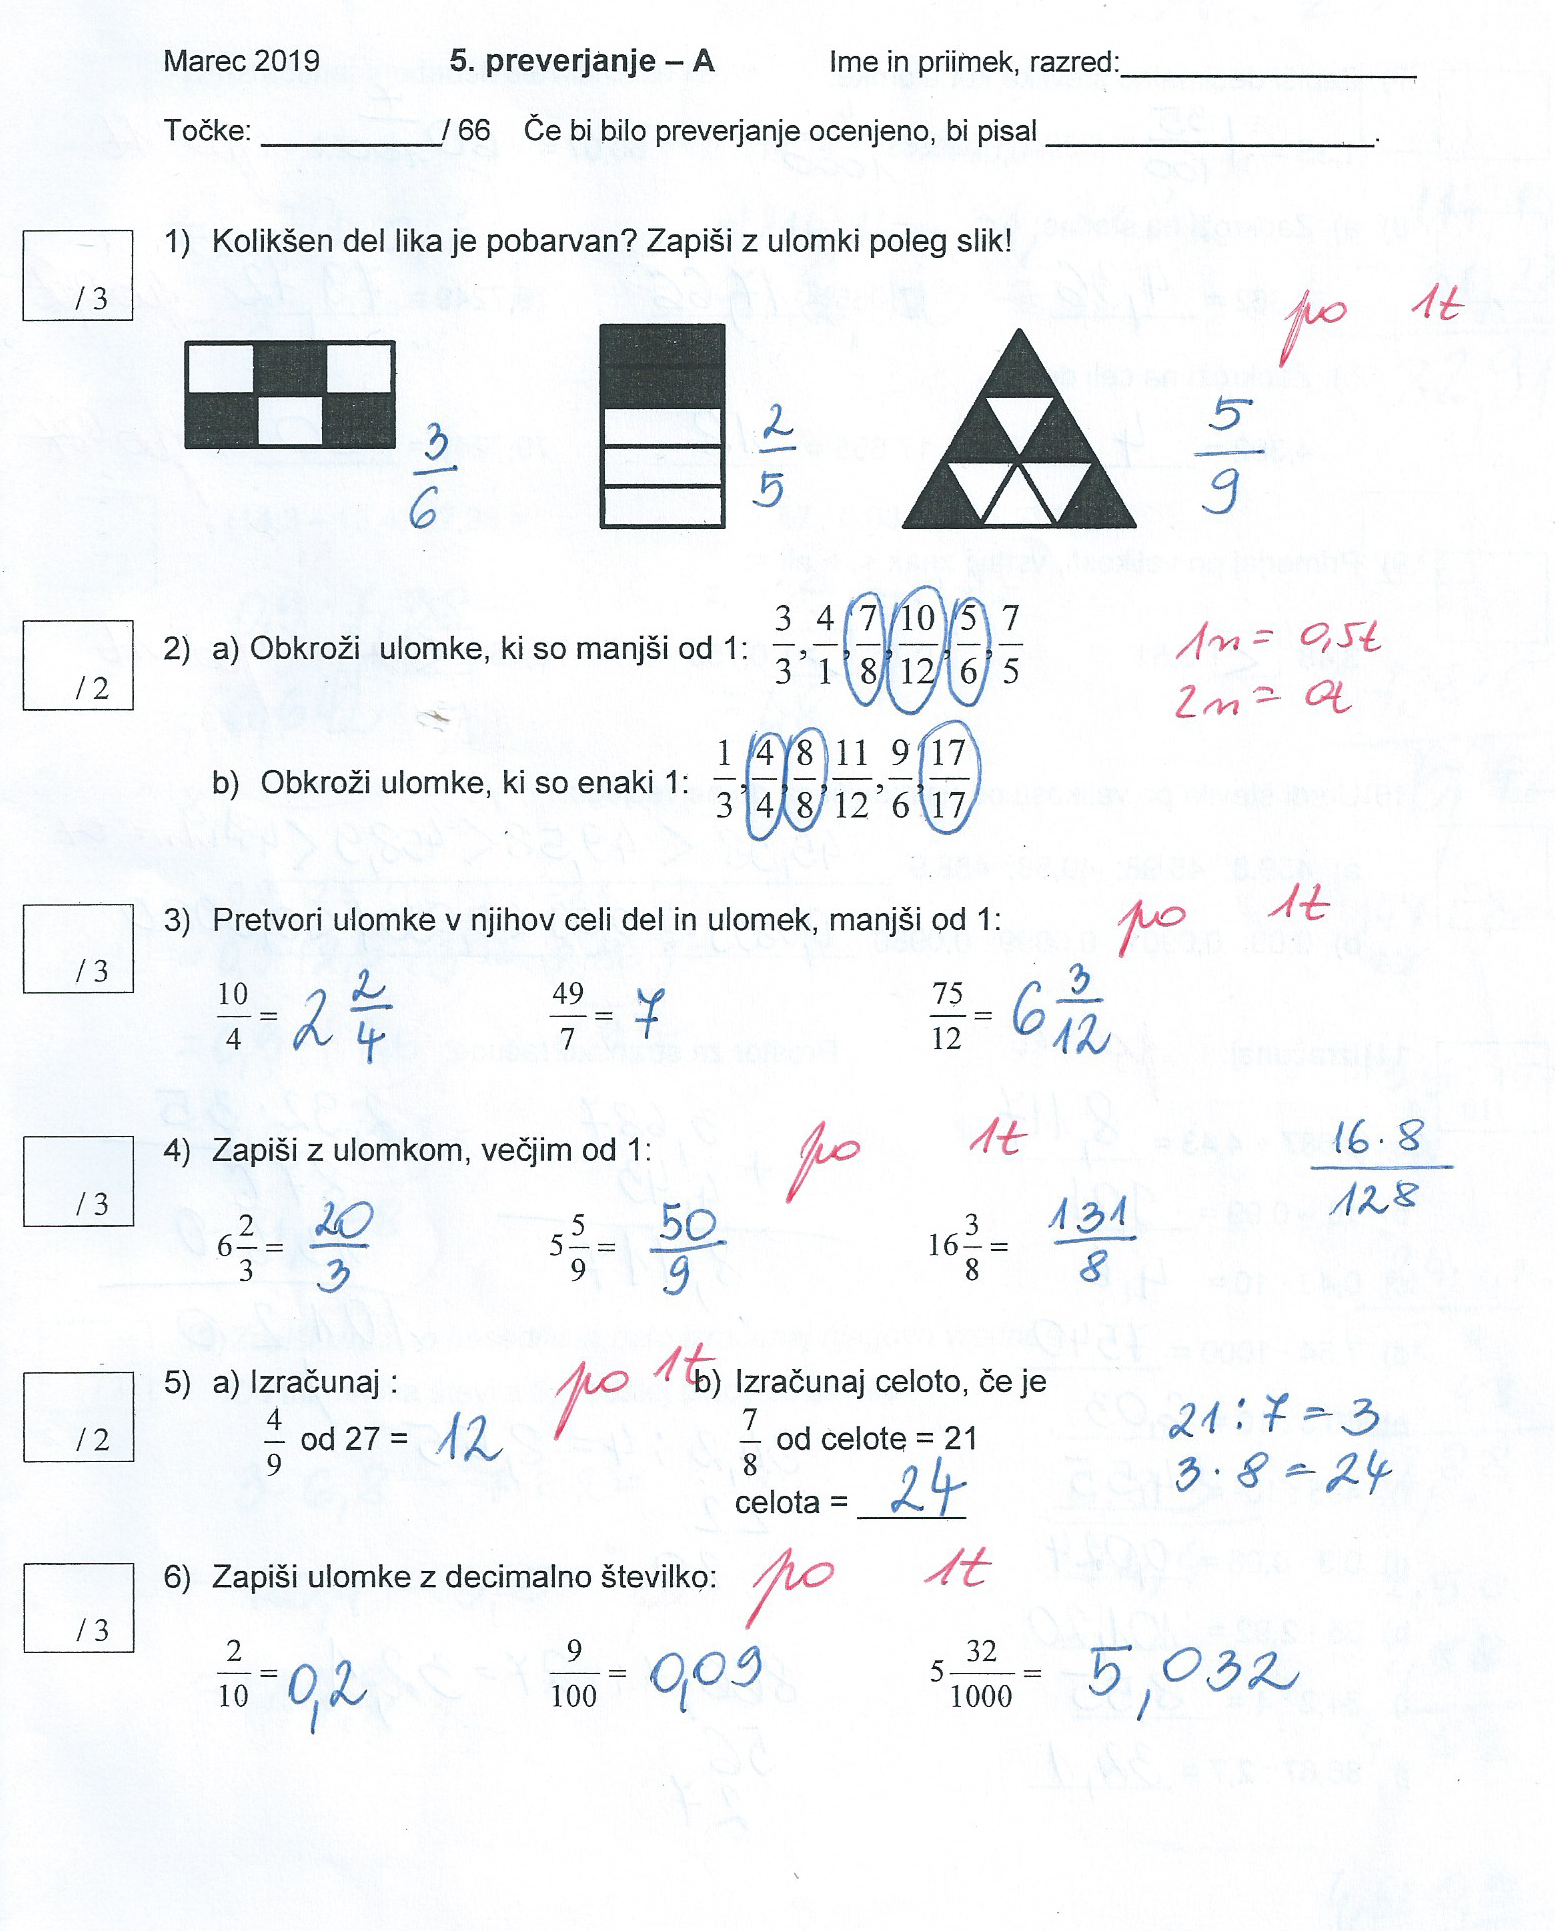 Marec 2019 5. preverjanje – A Ime in priimek, razred:
Točke: / 66 Če bi bilo preverjanje ocenjeno, bi pisal .
/ 3
1) Kolikšen del lika je pobarvan? Zapiši z ulomki poleg slik!
po 1t
3/6 2/5 5/9
/ 2
2) a) Obkroži ulomke, ki so manjši od 1: 3/3, 4/1, 7/8, 10/12, 5/6, 7/5
1n = 0,5t
2n = 0t
b) Obkroži ulomke, ki so enaki 1: 1/3, 4/4, 8/8, 11/12, 9/6, 17/17
/ 3
3) Pretvori ulomke v njihov celi del in ulomek, manjši od 1: po 1t
10/4 = 2 2/4 49/7 = 7 75/12 = 6 3/12
/ 3
4) Zapiši z ulomkom, večjim od 1: po 1t
16 · 8
128
6 2/3 = 20/3 5 5/9 = 50/9 16 3/8 = 131/8
/ 2
5) a) Izračunaj : po 1t b) Izračunaj celoto, če je
4/9 od 27 = 12 7/8 od celote = 21
21 : 7 = 3
3 · 8 = 24
celota = 24
/ 3
6) Zapiši ulomke z decimalno številko: po 1t
2/10 = 0,2 9/100 = 0,09 5 32/1000 = 5,032